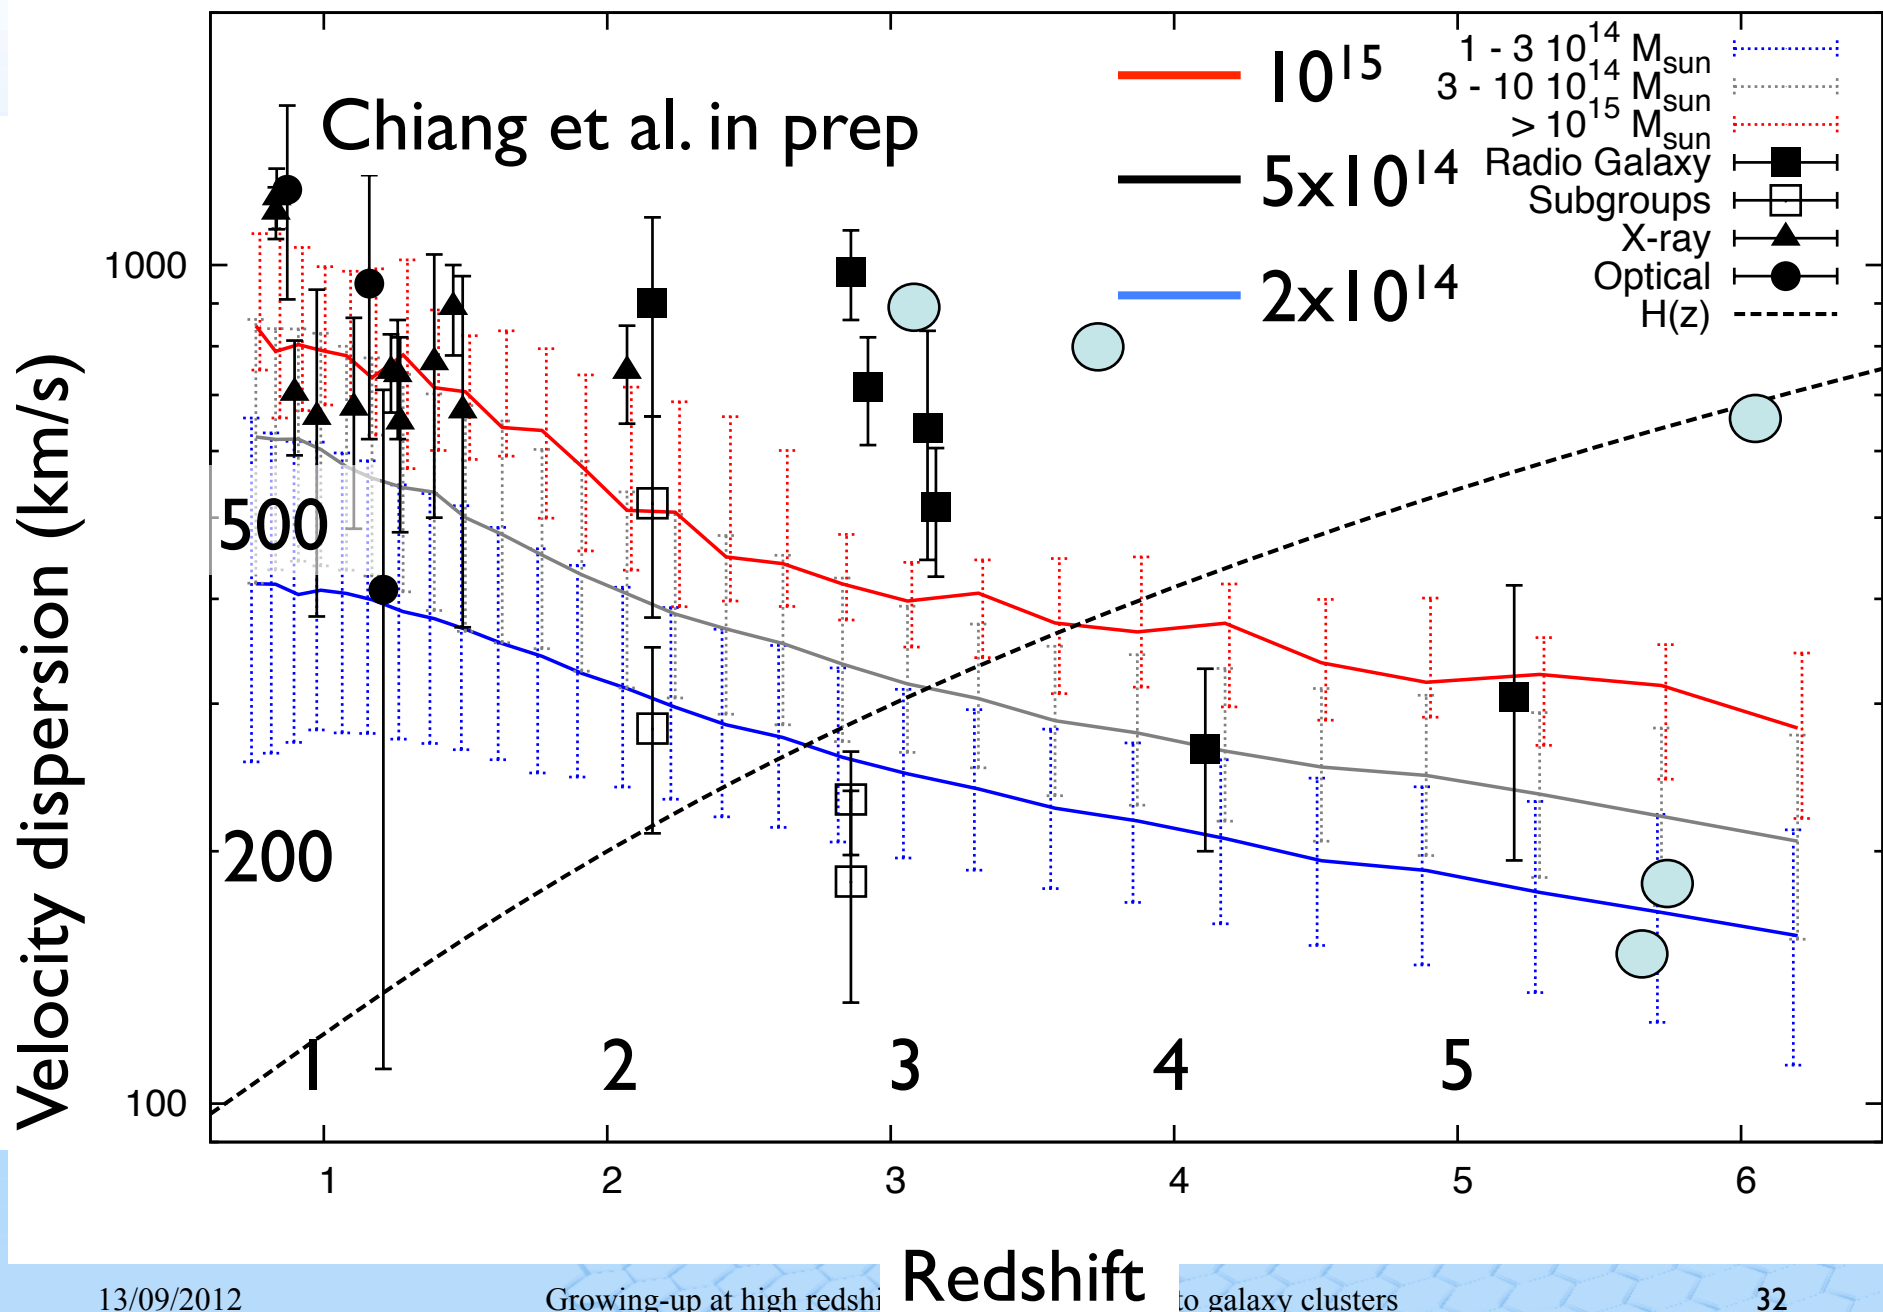 Chiang et al. in prep
10^15
5x10^14
2x10^14
1 - 3 10^14 M_sun
3 - 10 10^14 M_sun
> 10^15 M_sun
Radio Galaxy
Subgroups
X-ray
Optical
H(z)
Velocity dispersion (km/s)
1000
500
200
100
1 2 3 4 5
1 2 3 4 5 6
Redshift
13/09/2012
Growing-up at high redshi to galaxy clusters
32